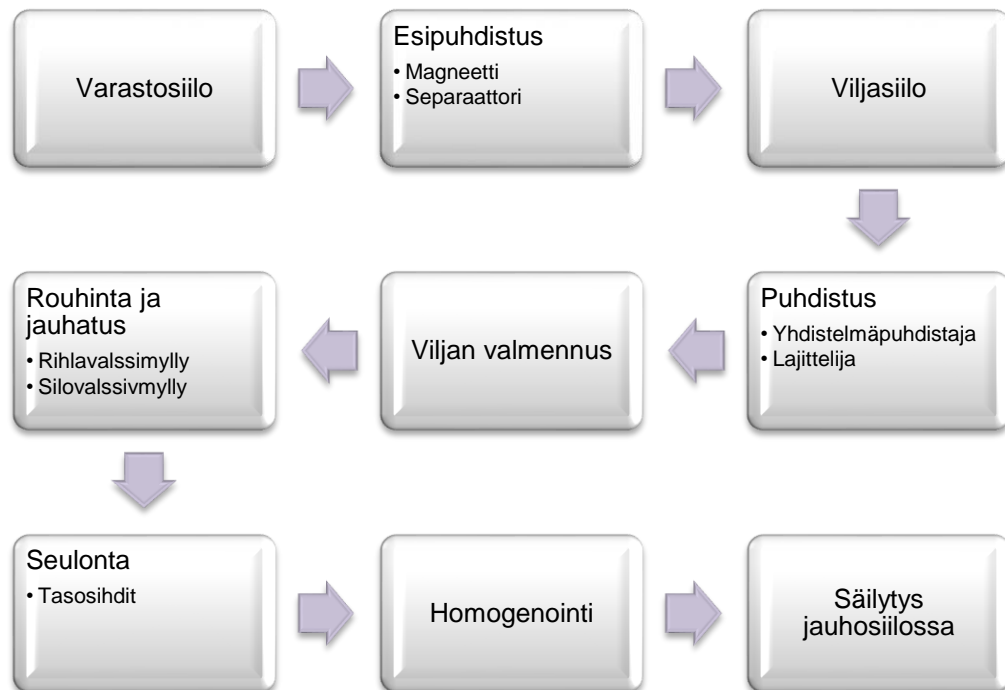 Varastosiilo
Esipuhdistus
• Magneetti
• Separaattori
Viljasiilo
Puhdistus
• Yhdistelmäpuhdistaja
• Lajittelija
Viljan valmennus
Rouhinta ja
jauhatus
• Rihlavalssimylly
• Silovalssivmylly
Seulonta
• Tasosihdit
Homogenointi
Säilytys
jauhosiilossa